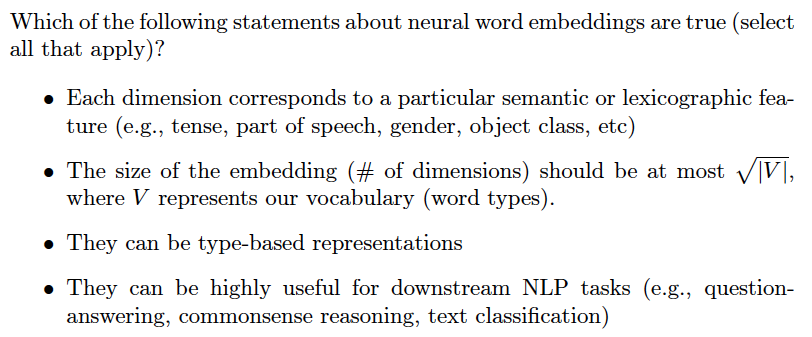 Which of the following statements about neural word embeddings are true (select
all that apply)?
• Each dimension corresponds to a particular semantic or lexicographic fea-
ture (e.g., tense, part of speech, gender, object class, etc)
• The size of the embedding (# of dimensions) should be at most √|V|,
where V represents our vocabulary (word types).
• They can be type-based representations
• They can be highly useful for downstream NLP tasks (e.g., question-
answering, commonsense reasoning, text classification)